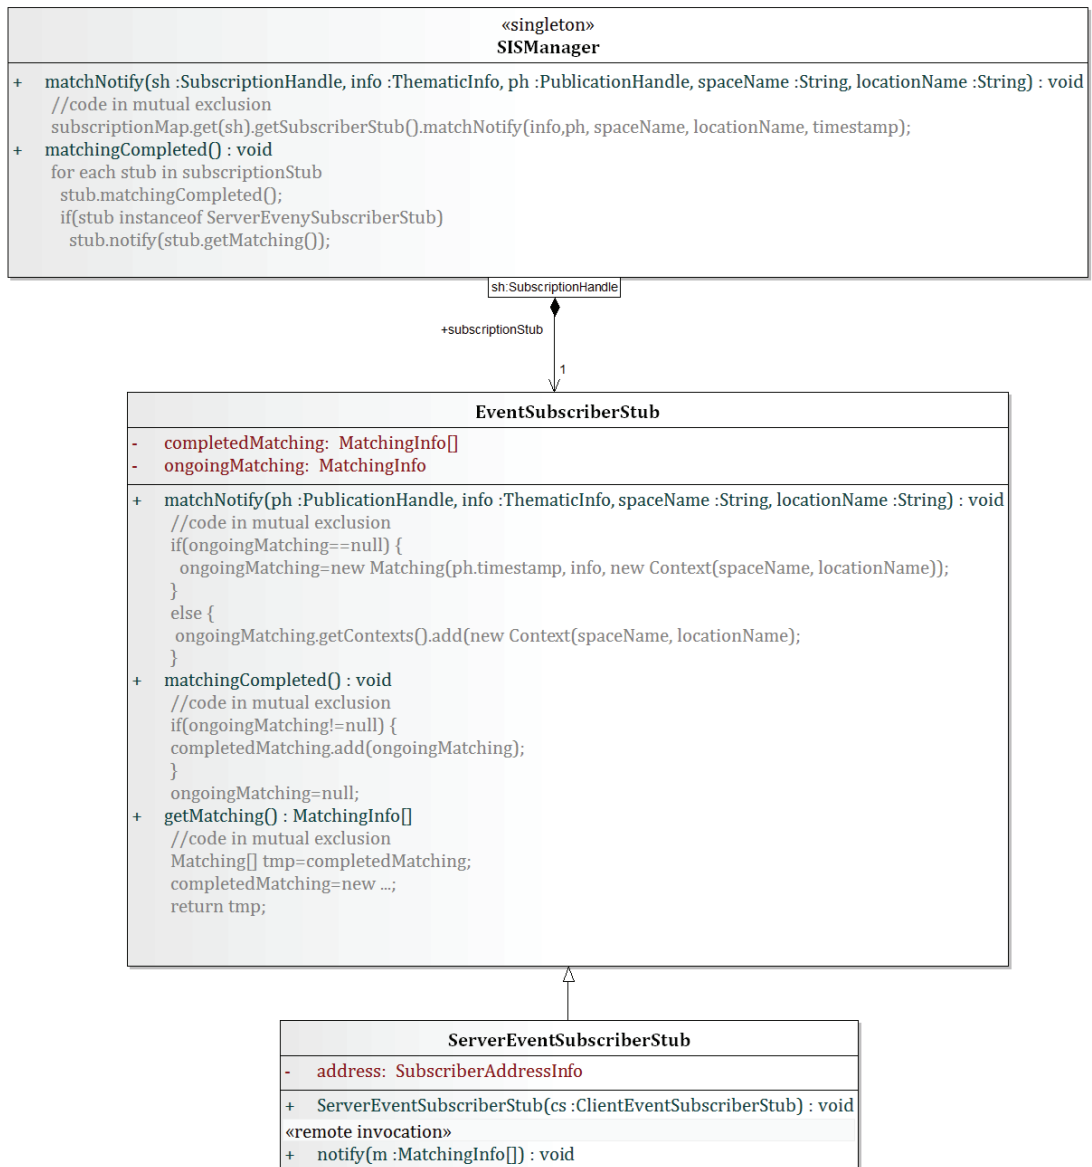 «singleton»
SISManager
+ matchNotify(sh :SubscriptionHandle, info :ThematicInfo, ph :PublicationHandle, spaceName :String, locationName :String) : void
//code in mutual exclusion
subscriptionMap.get(sh).getSubscriberStub().matchNotify(info,ph, spaceName, locationName, timestamp);
+ matchingCompleted() : void
for each stub in subscriptionStub
stub.matchingCompleted();
if(stub instanceof ServerEvenySubscriberStub)
stub.notify(stub.getMatching());
sh:SubscriptionHandle
+subscriptionStub
1
EventSubscriberStub
- completedMatching: MatchingInfo[]
- ongoingMatching: MatchingInfo
+ matchNotify(ph :PublicationHandle, info :ThematicInfo, spaceName :String, locationName :String) : void
//code in mutual exclusion
if(ongoingMatching==null) {
ongoingMatching=new Matching(ph.timestamp, info, new Context(spaceName, locationName));
}
else {
ongoingMatching.getContexts().add(new Context(spaceName, locationName);
}
+ matchingCompleted() : void
//code in mutual exclusion
if(ongoingMatching!=null) {
completedMatching.add(ongoingMatching);
}
ongoingMatching=null;
+ getMatching() : MatchingInfo[]
//code in mutual exclusion
Matching[] tmp=completedMatching;
completedMatching=new ...;
return tmp;
ServerEventSubscriberStub
- address: SubscriberAddressInfo
+ ServerEventSubscriberStub(cs :ClientEventSubscriberStub) : void
«remote invocation»
+ notify(m :MatchingInfo[]) : void